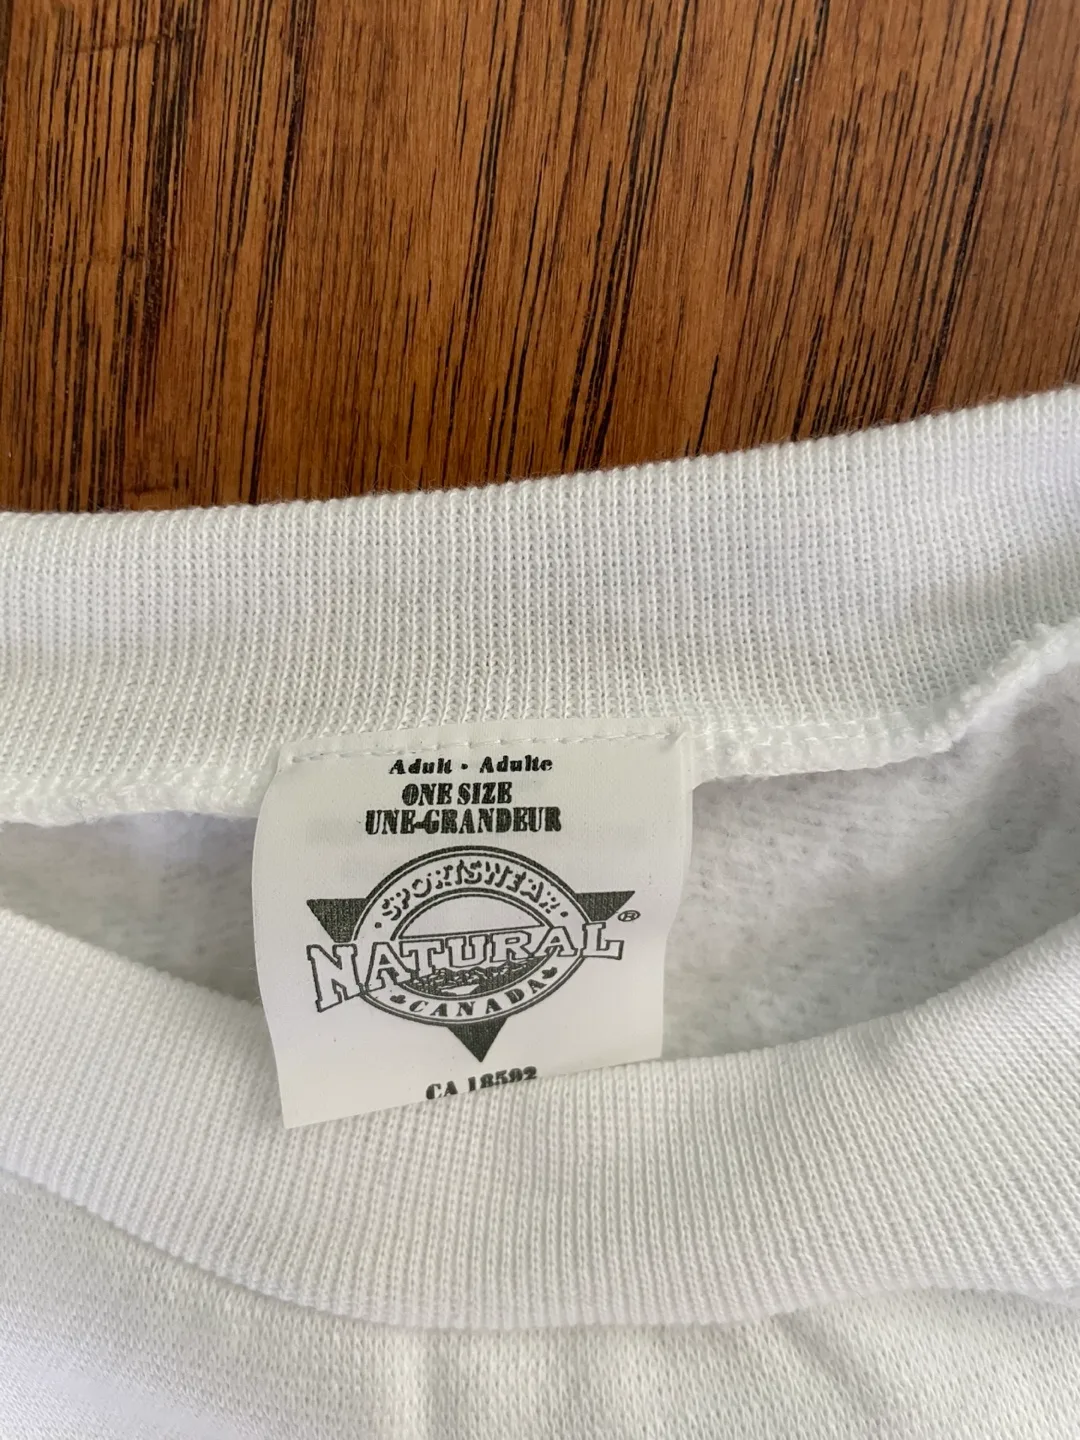 Adult · Adulte
ONE SIZE
UNE-GRANDEUR
· SPORTSWEAR ·
NATURAL ®
CANADA
CA 18592